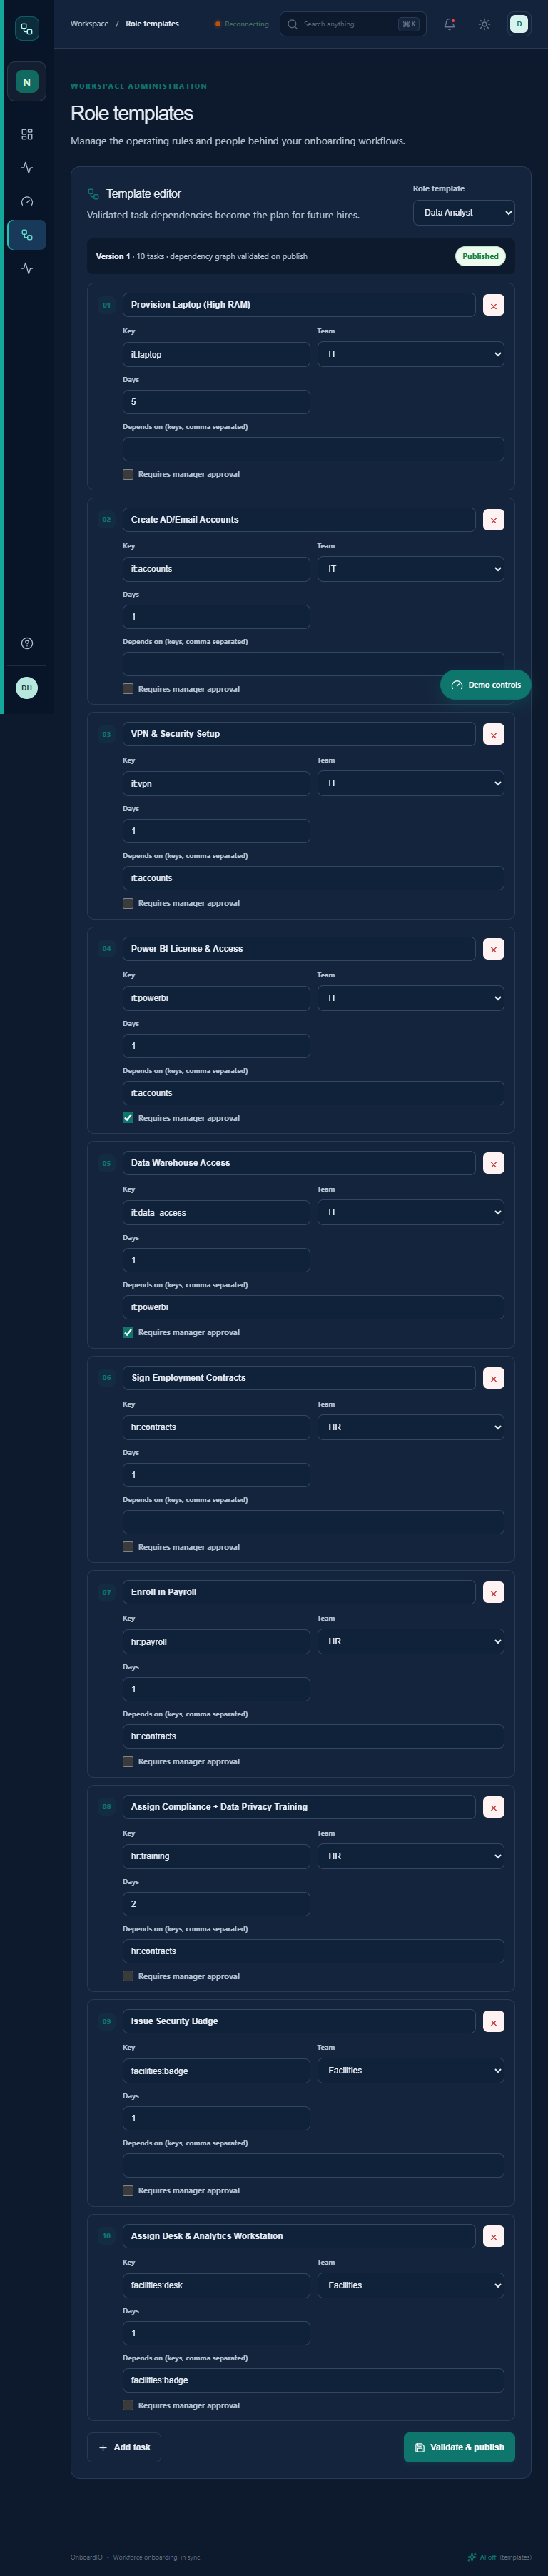 Workspace / Role templates
Reconnecting
Search anything
⌘ K
D
N
WORKSPACE ADMINISTRATION
Role templates
Manage the operating rules and people behind your onboarding workflows.
Template editor
Validated task dependencies become the plan for future hires.
Role template
Data Analyst
Version 1 · 10 tasks · dependency graph validated on publish
Published
01
Provision Laptop (High RAM)
Key
Team
it:laptop
IT
Days
5
Depends on (keys, comma separated)
Requires manager approval
02
Create AD/Email Accounts
Key
Team
it:accounts
IT
Days
1
Depends on (keys, comma separated)
Requires manager approval
DH
Demo controls
03
VPN & Security Setup
Key
Team
it:vpn
IT
Days
1
Depends on (keys, comma separated)
it:accounts
Requires manager approval
04
Power BI License & Access
Key
Team
it:powerbi
IT
Days
1
Depends on (keys, comma separated)
it:accounts
Requires manager approval
05
Data Warehouse Access
Key
Team
it:data_access
IT
Days
1
Depends on (keys, comma separated)
it:powerbi
Requires manager approval
06
Sign Employment Contracts
Key
Team
hr:contracts
HR
Days
1
Depends on (keys, comma separated)
Requires manager approval
07
Enroll in Payroll
Key
Team
hr:payroll
HR
Days
1
Depends on (keys, comma separated)
hr:contracts
Requires manager approval
08
Assign Compliance + Data Privacy Training
Key
Team
hr:training
HR
Days
2
Depends on (keys, comma separated)
hr:contracts
Requires manager approval
09
Issue Security Badge
Key
Team
facilities:badge
Facilities
Days
1
Depends on (keys, comma separated)
Requires manager approval
10
Assign Desk & Analytics Workstation
Key
Team
facilities:desk
Facilities
Days
1
Depends on (keys, comma separated)
facilities:badge
Requires manager approval
Add task
Validate & publish
OnboardIQ · Workforce onboarding, in sync.
AI off (templates)